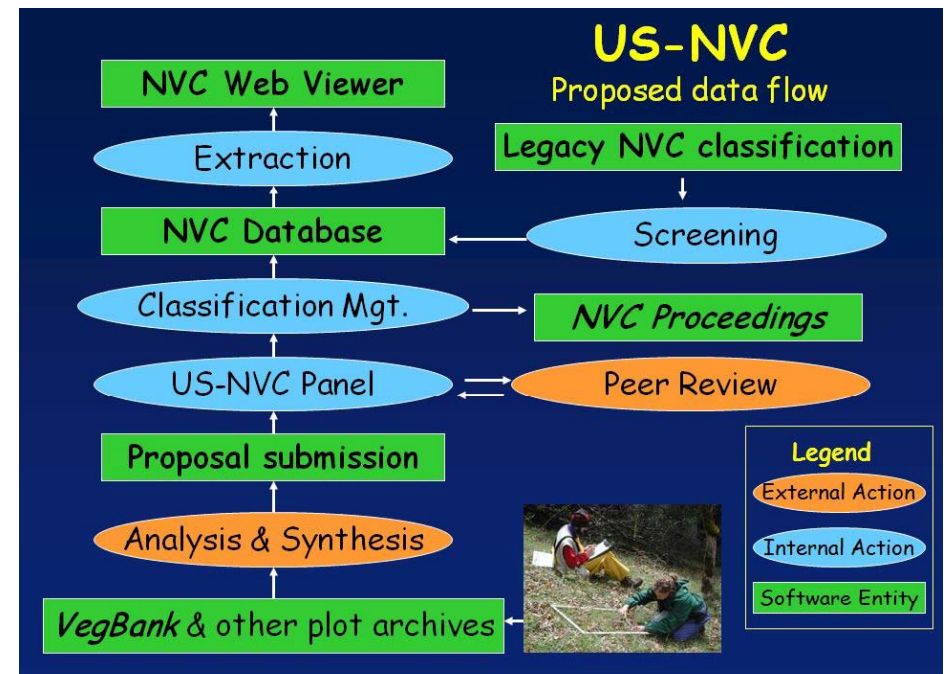 US-NVC
Proposed data flow
NVC Web Viewer
Extraction
Legacy NVC classification
NVC Database
Screening
Classification Mgt.
NVC Proceedings
US-NVC Panel
Peer Review
Proposal submission
Analysis & Synthesis
VegBank & other plot archives
Legend
External Action
Internal Action
Software Entity